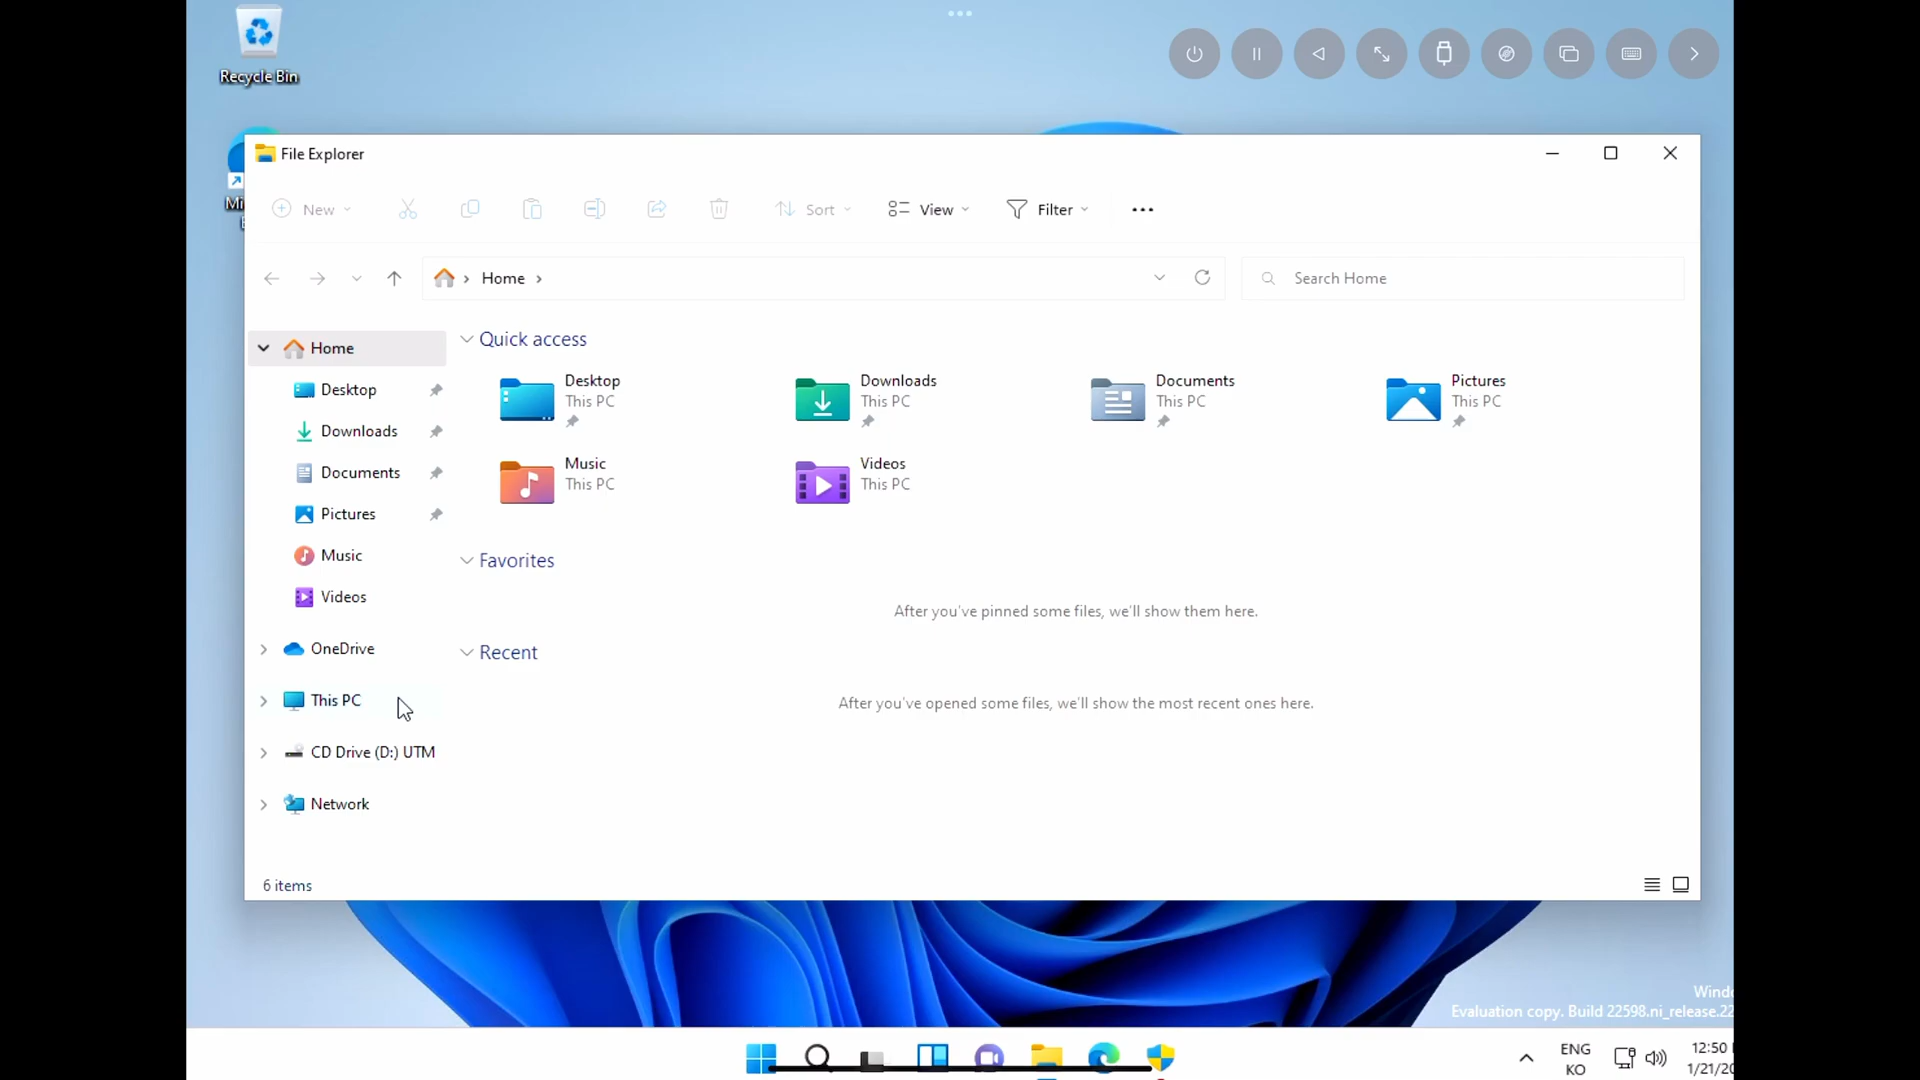 Recycle Bin
File Explorer
New
Sort
View
Filter
Home
Search Home
Home
Desktop
Downloads
Documents
Pictures
Music
Videos
OneDrive
This PC
CD Drive (D:) UTM
Network
Quick access
Desktop
This PC
Downloads
This PC
Documents
This PC
Pictures
This PC
Music
This PC
Videos
This PC
Favorites
After you've pinned some files, we'll show them here.
Recent
After you've opened some files, we'll show the most recent ones here.
6 items
Evaluation copy. Build 22598.ni_release.22
ENG
KO
12:50
1/21/20